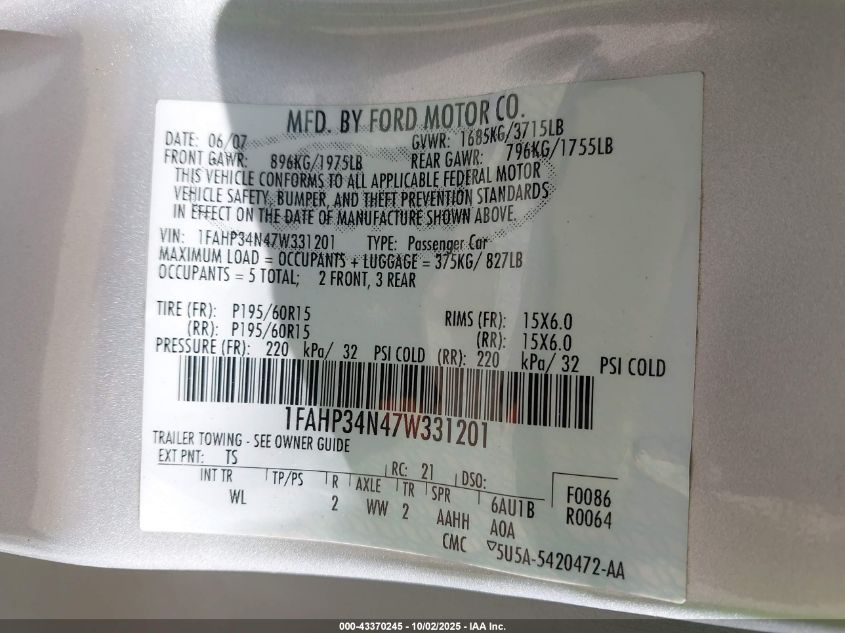 MFD. BY FORD MOTOR CO.
DATE: 06/07 GVWR: 1685KG/3715LB
FRONT GAWR: 896KG/1975LB REAR GAWR: 796KG/1755LB
THIS VEHICLE CONFORMS TO ALL APPLICABLE FEDERAL MOTOR
VEHICLE SAFETY, BUMPER, AND THEFT PREVENTION STANDARDS
IN EFFECT ON THE DATE OF MANUFACTURE SHOWN ABOVE.
VIN: 1FAHP34N47W331201 TYPE: Passenger Car
MAXIMUM LOAD = OCCUPANTS + LUGGAGE = 375KG/ 827LB
OCCUPANTS = 5 TOTAL; 2 FRONT, 3 REAR
TIRE (FR): P195/60R15 RIMS (FR): 15X6.0
(RR): P195/60R15 (RR): 15X6.0
PRESSURE (FR): 220 kPa/ 32 PSI COLD (RR): 220 kPa/ 32 PSI COLD
1FAHP34N47W331201
TRAILER TOWING - SEE OWNER GUIDE
EXT PNT: TS RC: 21 DSO:
INT TR TP/PS R AXLE TR SPR 6AU1B F0086
WL 2 WW 2 AAHH AOA R0064
CMC ▽5U5A-5420472-AA
000-43370245 - 10/02/2025 - IAA Inc.